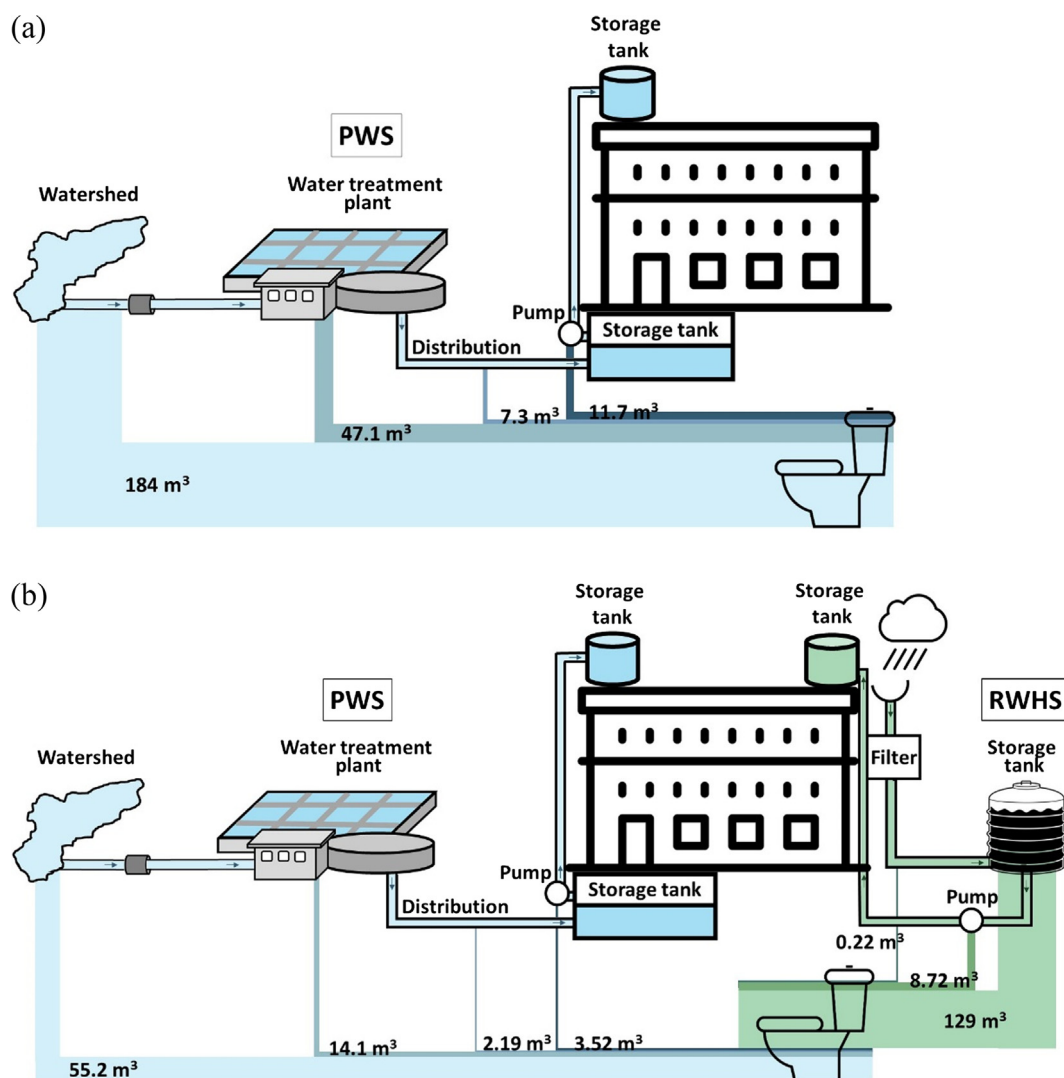 (a)
Storage
tank
PWS
Water treatment
plant
Watershed
Pump
Storage tank
Distribution
7.3 m³
11.7 m³
47.1 m³
184 m³
(b)
Storage
tank
Storage
tank
PWS
RWHS
Water treatment
plant
Watershed
Filter
Storage
tank
Pump
Storage tank
Pump
Distribution
0.22 m³
8.72 m³
129 m³
14.1 m³
2.19 m³
3.52 m³
55.2 m³